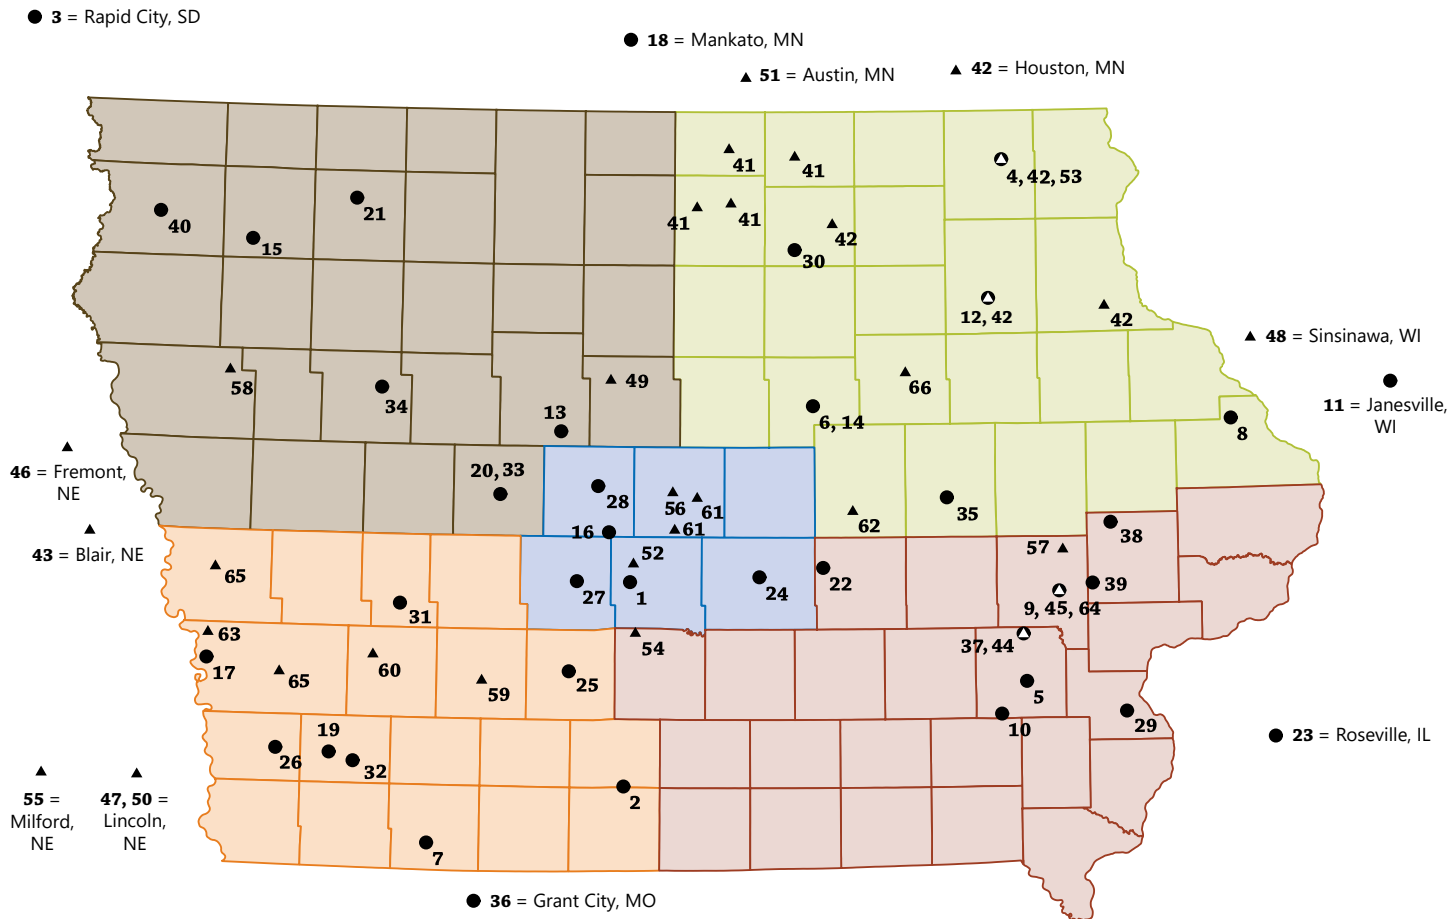 3 = Rapid City, SD
18 = Mankato, MN
51 = Austin, MN
42 = Houston, MN
41
41
4, 42, 53
40
21
41
41
42
15
30
12, 42
42
48 = Sinsinawa, WI
58
34
49
66
11 = Janesville,
WI
13
6, 14
8
46 = Fremont,
NE
20, 33
28
56
61
62
35
16
61
38
43 = Blair, NE
52
57
65
27
1
24
22
39
31
9, 45, 64
63
54
37, 44
17
65
60
59
25
5
19
10
29
26
32
23 = Roseville, IL
2
55 =
Milford,
NE
47, 50 =
Lincoln,
NE
7
36 = Grant City, MO